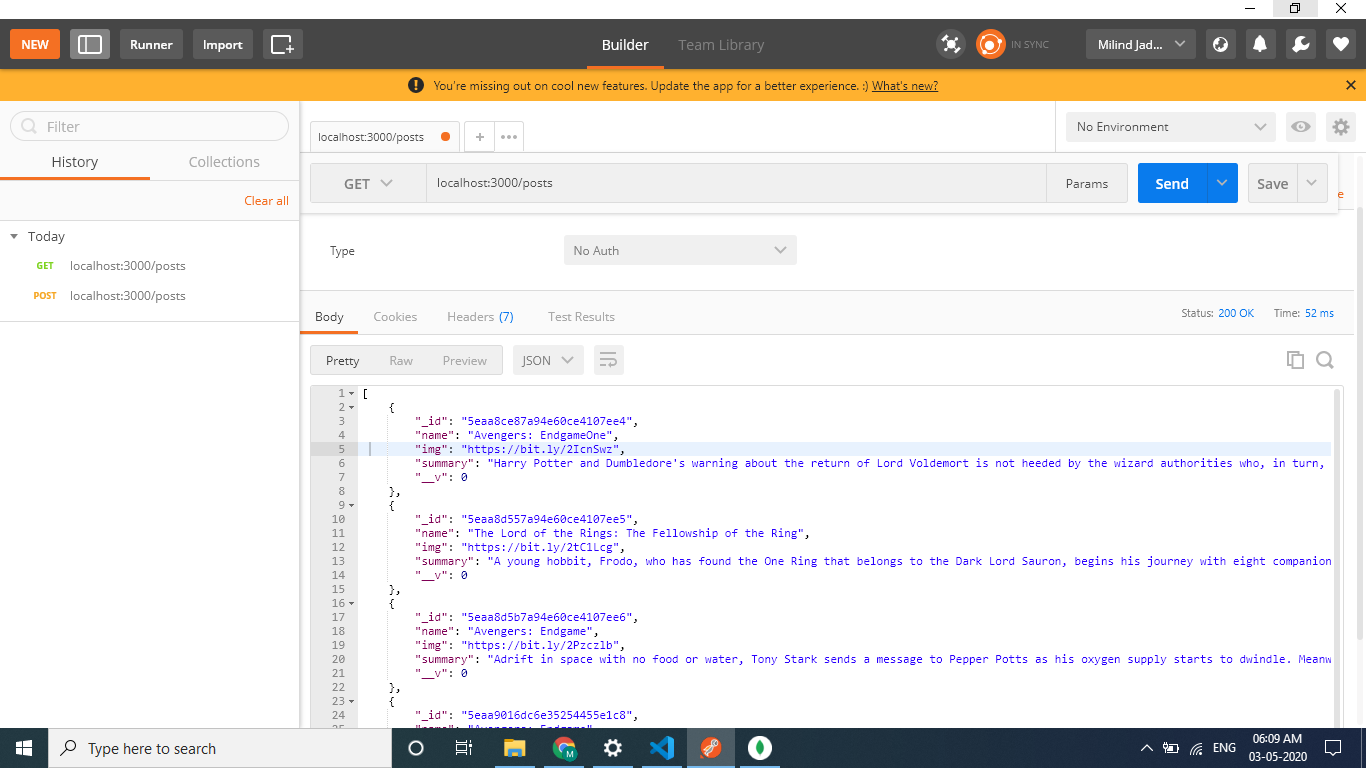 NEW
Runner
Import
Builder
Team Library
IN SYNC
Milind Jad...
You're missing out on cool new features. Update the app for a better experience. :) What's new?
Filter
History
Collections
Clear all
Today
GET localhost:3000/posts
POST localhost:3000/posts
localhost:3000/posts
No Environment
GET
localhost:3000/posts
Params
Send
Save
Type
No Auth
Body
Cookies
Headers (7)
Test Results
Status: 200 OK
Time: 52 ms
Pretty
Raw
Preview
JSON
1 [
2 {
3 "_id": "5eaa8ce87a94e60ce4107ee4",
4 "name": "Avengers: EndgameOne",
5 "img": "https://bit.ly/2IcnSwz",
6 "summary": "Harry Potter and Dumbledore's warning about the return of Lord Voldemort is not heeded by the wizard authorities who, in turn,
7 "__v": 0
8 },
9 {
10 "_id": "5eaa8d557a94e60ce4107ee5",
11 "name": "The Lord of the Rings: The Fellowship of the Ring",
12 "img": "https://bit.ly/2tC1Lcg",
13 "summary": "A young hobbit, Frodo, who has found the One Ring that belongs to the Dark Lord Sauron, begins his journey with eight companion
14 "__v": 0
15 },
16 {
17 "_id": "5eaa8d5b7a94e60ce4107ee6",
18 "name": "Avengers: Endgame",
19 "img": "https://bit.ly/2Pzczlb",
20 "summary": "Adrift in space with no food or water, Tony Stark sends a message to Pepper Potts as his oxygen supply starts to dwindle. Meanw
21 "__v": 0
22 },
23 {
24 "_id": "5eaa9016dc6e35254455e1c8",
Type here to search
ENG
06:09 AM
03-05-2020